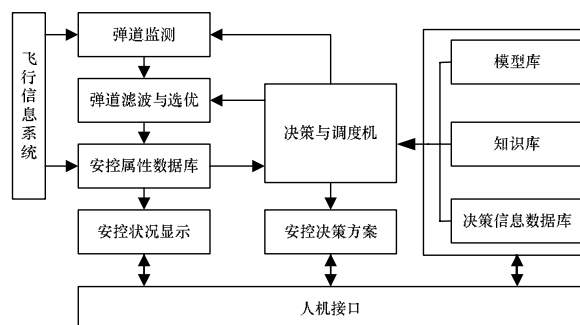 飞行信息系统
弹道监测
弹道滤波与选优
安控属性数据库
安控状况显示
决策与调度机
安控决策方案
模型库
知识库
决策信息数据库
人机接口